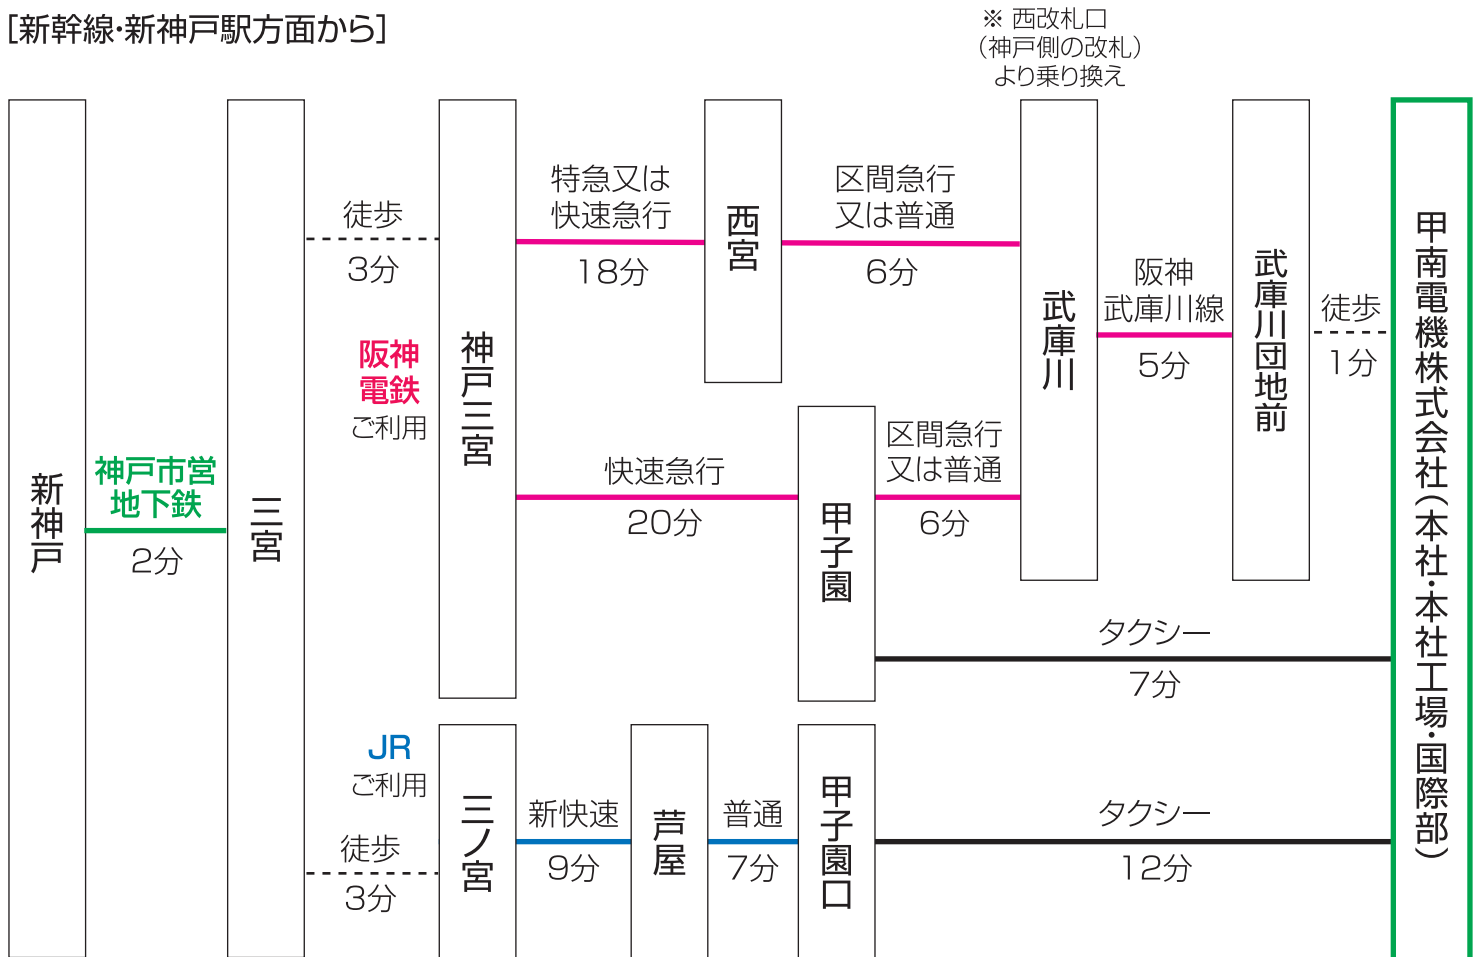 [新幹線・新神戸駅方面から]
※ 西改札口
（神戸側の改札）
より乗り換え
新神戸
神戸市営
地下鉄
2分
三宮
徒歩
3分
阪神
電鉄
ご利用
神戸三宮
特急又は
快速急行
18分
西宮
区間急行
又は普通
6分
快速急行
20分
甲子園
区間急行
又は普通
6分
武庫川
阪神
武庫川線
5分
武庫川団地前
徒歩
1分
タクシー
7分
JR
ご利用
徒歩
3分
三ノ宮
新快速
9分
芦屋
普通
7分
甲子園口
タクシー
12分
甲南電機株式会社（本社・本社工場・国際部）